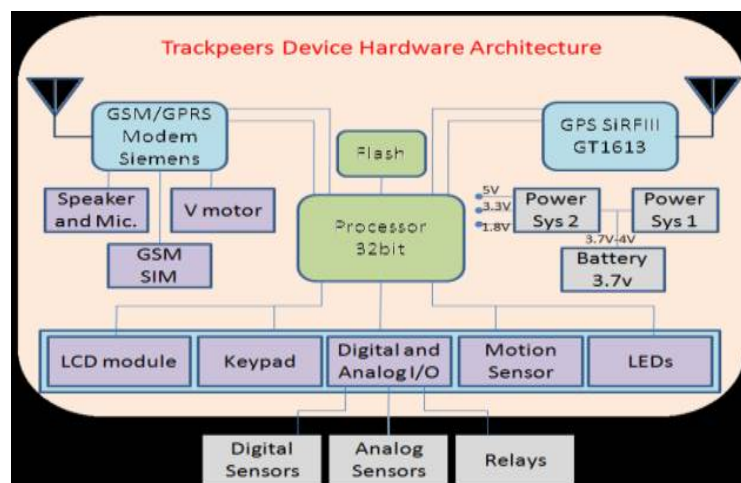 Trackpeers Device Hardware Architecture
GSM/GPRS
Modem
Siemens
GPS SiRFIII
GT1613
Flash
Speaker
and Mic.
V motor
GSM
SIM
Processor
32bit
5V
3.3V
1.8V
Power
Sys 2
Power
Sys 1
3.7V-4V
Battery
3.7v
LCD module
Keypad
Digital and
Analog I/O
Motion
Sensor
LEDs
Digital
Sensors
Analog
Sensors
Relays